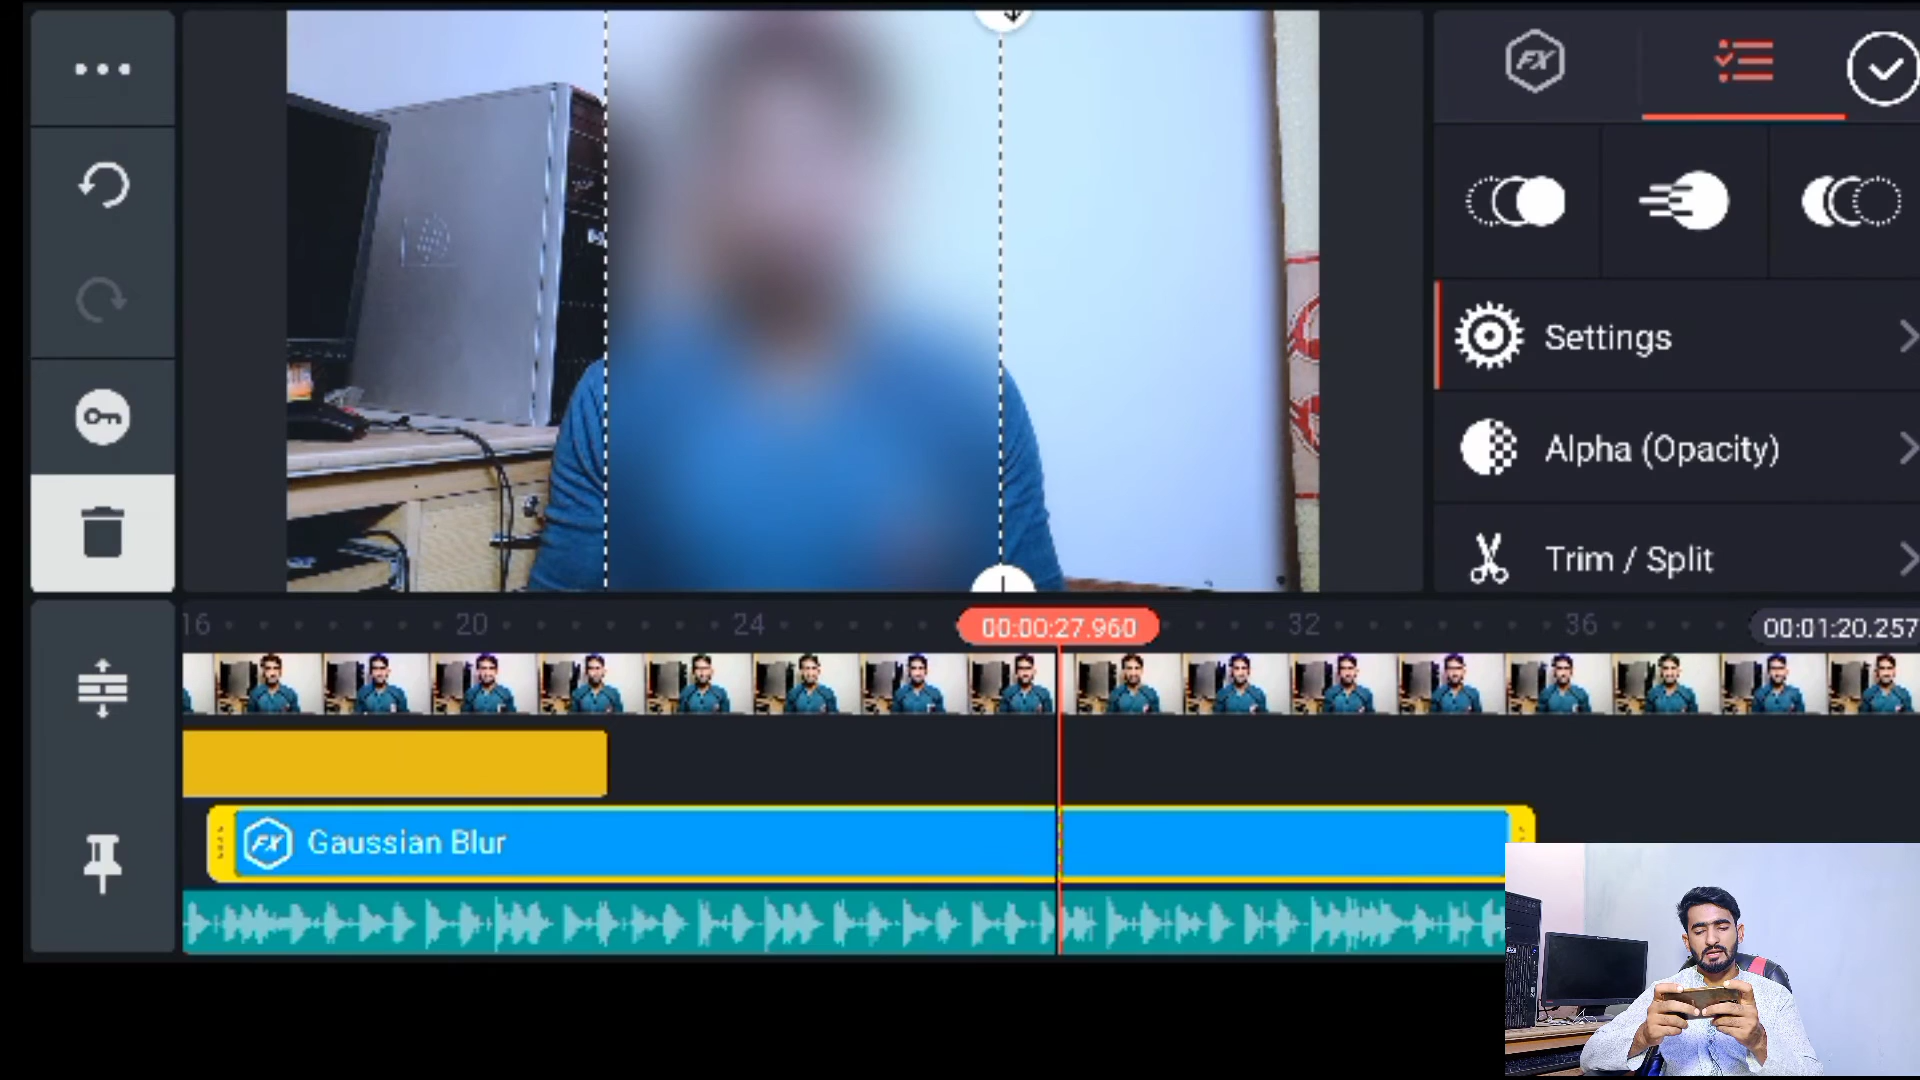 FX
Settings
Alpha (Opacity)
Trim / Split
16
20
24
00:00:27.960
32
36
00:01:20.257
FX Gaussian Blur